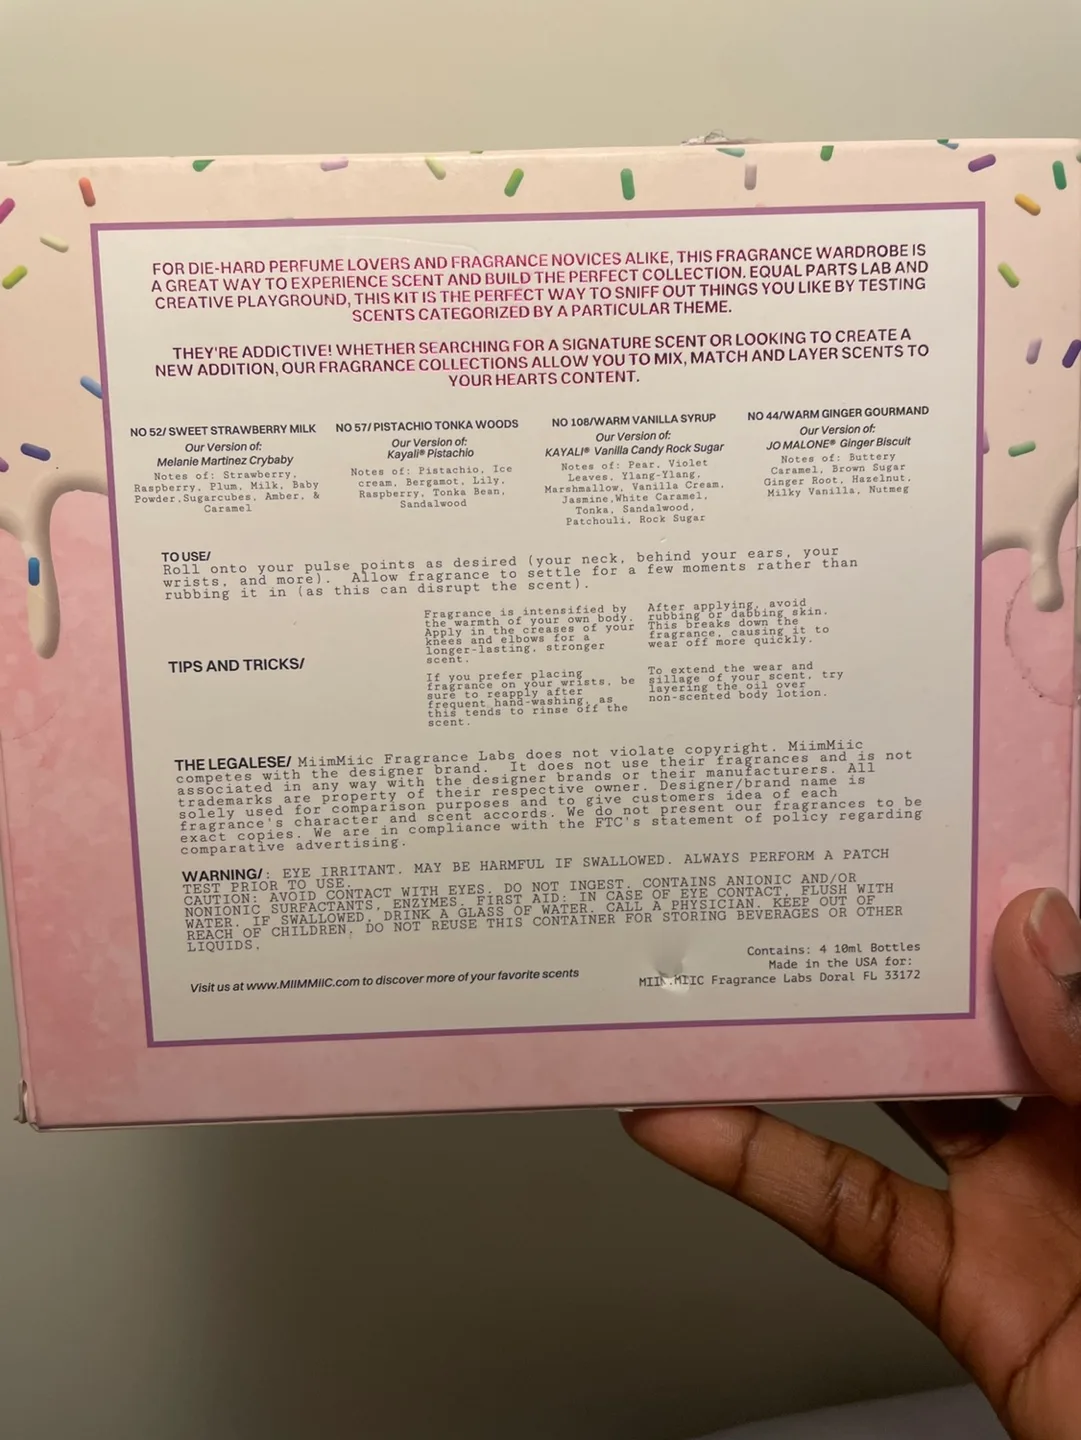 FOR DIE-HARD PERFUME LOVERS AND FRAGRANCE NOVICES ALIKE, THIS FRAGRANCE WARDROBE IS
A GREAT WAY TO EXPERIENCE SCENT AND BUILD THE PERFECT COLLECTION. EQUAL PARTS LAB AND
CREATIVE PLAYGROUND, THIS KIT IS THE PERFECT WAY TO SNIFF OUT THINGS YOU LIKE BY TESTING
SCENTS CATEGORIZED BY A PARTICULAR THEME.
THEY'RE ADDICTIVE! WHETHER SEARCHING FOR A SIGNATURE SCENT OR LOOKING TO CREATE A
NEW ADDITION, OUR FRAGRANCE COLLECTIONS ALLOW YOU TO MIX, MATCH AND LAYER SCENTS TO
YOUR HEARTS CONTENT.
NO 52/ SWEET STRAWBERRY MILK
Our Version of:
Melanie Martinez Crybaby
Notes of: Strawberry,
Raspberry, Plum, Milk, Baby
Powder,Sugarcubes, Amber, &
Caramel
NO 57/ PISTACHIO TONKA WOODS
Our Version of:
Kayali® Pistachio
Notes of: Pistachio, Ice
cream, Bergamot, Lily,
Raspberry, Tonka Bean,
Sandalwood
NO 108/WARM VANILLA SYRUP
Our Version of:
KAYALI® Vanilla Candy Rock Sugar
Notes of: Pear, Violet
Leaves, Ylang-Ylang,
Marshmallow, Vanilla Cream,
Jasmine,White Caramel,
Tonka, Sandalwood,
Patchouli, Rock Sugar
NO 44/WARM GINGER GOURMAND
Our Version of:
JO MALONE® Ginger Biscuit
Notes of: Buttery
Caramel, Brown Sugar
Ginger Root, Hazelnut,
Milky Vanilla, Nutmeg
TO USE/
Roll onto your pulse points as desired (your neck, behind your ears, your
wrists, and more). Allow fragrance to settle for a few moments rather than
rubbing it in (as this can disrupt the scent).
TIPS AND TRICKS/
Fragrance is intensified by
the warmth of your own body.
Apply in the creases of your
knees and elbows for a
longer-lasting, stronger
scent.
After applying, avoid
rubbing or dabbing skin.
This breaks down the
fragrance, causing it to
wear off more quickly.
If you prefer placing
fragrance on your wrists, be
sure to reapply after
frequent hand-washing, as
this tends to rinse off the
scent.
To extend the wear and
sillage of your scent, try
layering the oil over
non-scented body lotion.
THE LEGALESE/ MiimMiic Fragrance Labs does not violate copyright. MiimMiic
competes with the designer brand. It does not use their fragrances and is not
associated in any way with the designer brands or their manufacturers. All
trademarks are property of their respective owner. Designer/brand name is
solely used for comparison purposes and to give customers idea of each
fragrance's character and scent accords. We do not present our fragrances to be
exact copies. We are in compliance with the FTC's statement of policy regarding
comparative advertising.
WARNING/: EYE IRRITANT. MAY BE HARMFUL IF SWALLOWED. ALWAYS PERFORM A PATCH
TEST PRIOR TO USE.
CAUTION: AVOID CONTACT WITH EYES. DO NOT INGEST. CONTAINS ANIONIC AND/OR
NONIONIC SURFACTANTS, ENZYMES. FIRST AID: IN CASE OF EYE CONTACT, FLUSH WITH
WATER. IF SWALLOWED, DRINK A GLASS OF WATER. CALL A PHYSICIAN. KEEP OUT OF
REACH OF CHILDREN. DO NOT REUSE THIS CONTAINER FOR STORING BEVERAGES OR OTHER
LIQUIDS.
Contains: 4 10ml Bottles
Made in the USA for:
Visit us at www.MIIMMIIC.com to discover more of your favorite scents
MIIMMIIC Fragrance Labs Doral FL 33172